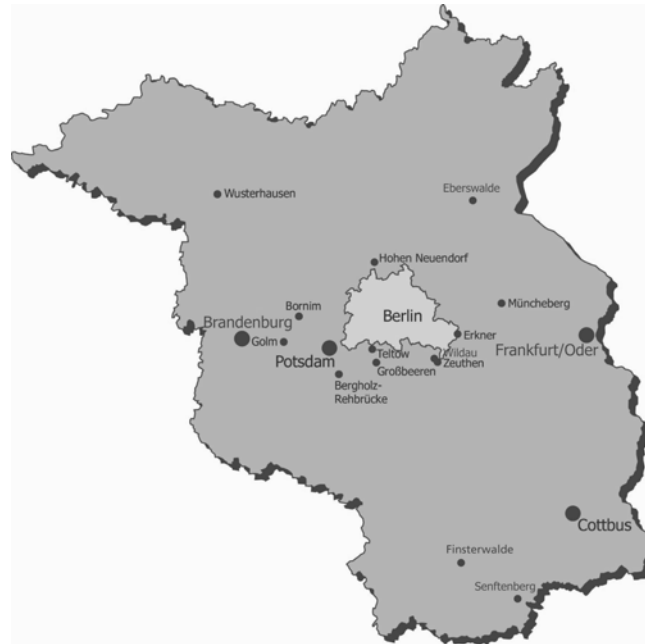 Eberswalde
Wusterhausen
Hohen Neuendorf
Müncheberg
Bornim
Berlin
Brandenburg
Erkner
Golm
Potsdam
Teltow
Wildau
Frankfurt/Oder
Zeuthen
Großbeeren
Bergholz-
Rehbrücke
Cottbus
Finsterwalde
Senftenberg